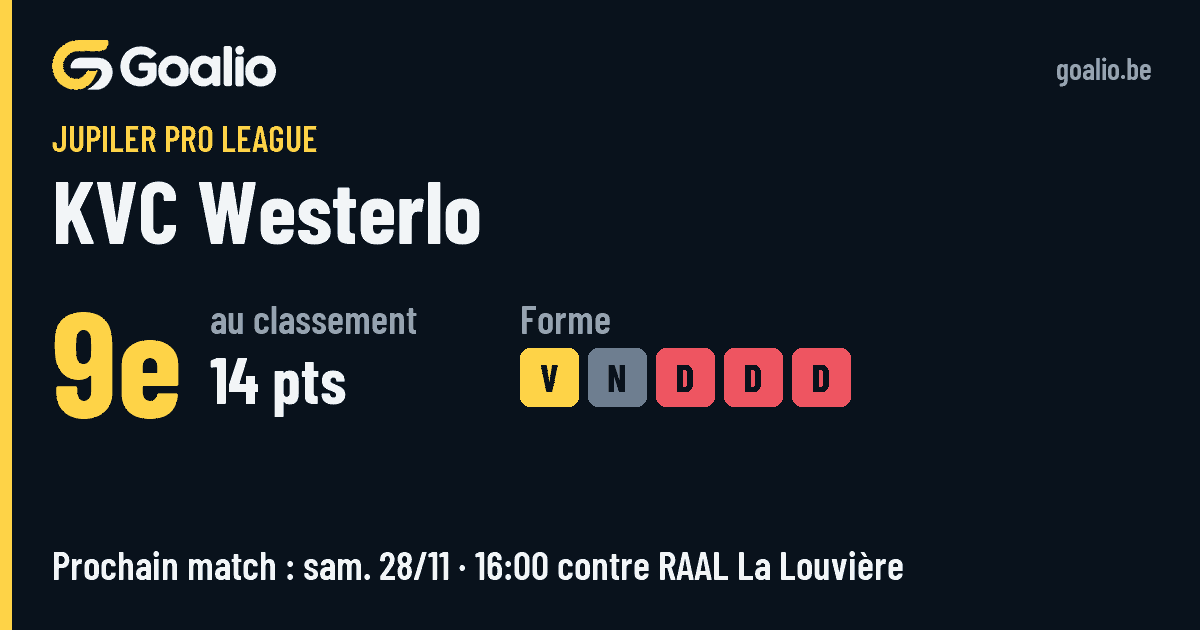 Goalio
goalio.be
JUPILER PRO LEAGUE
KVC Westerlo
9e
au classement
14 pts
Forme
V N D D D
Prochain match : sam. 28/11 · 16:00 contre RAAL La Louvière